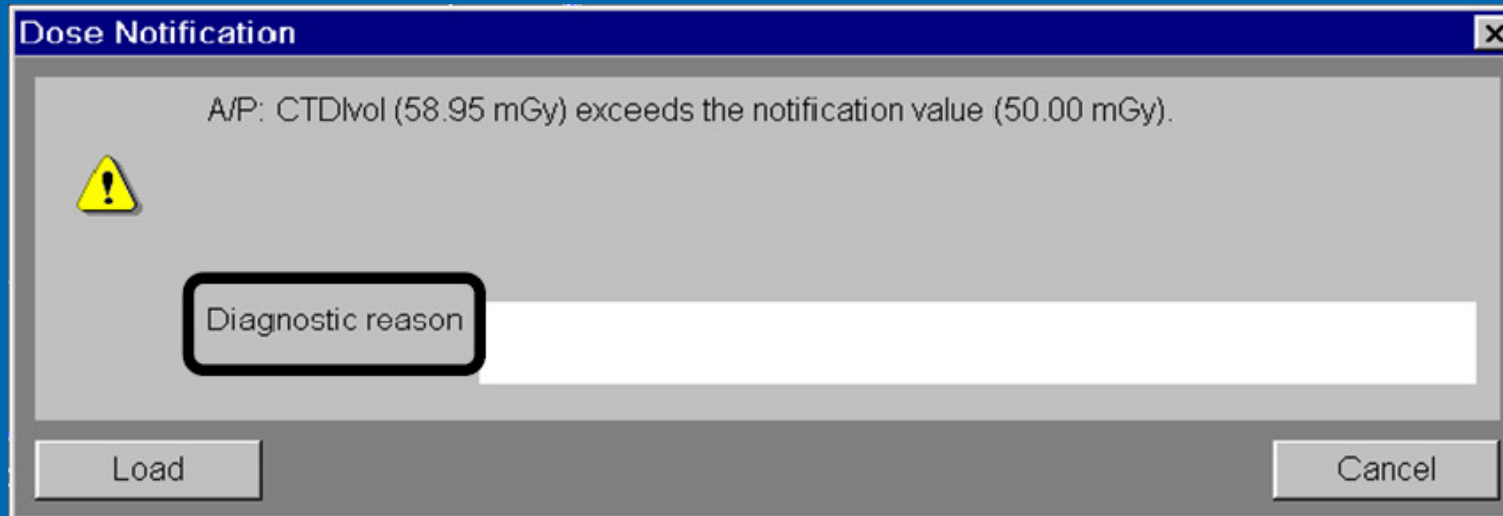 Dose Notification
A/P: CTDIvol (58.95 mGy) exceeds the notification value (50.00 mGy).
Diagnostic reason
Load
Cancel